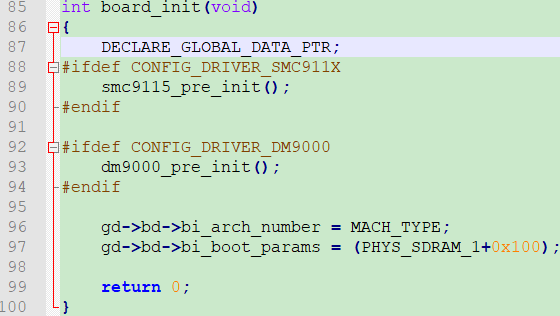 85 int board_init(void)
86 {
87     DECLARE_GLOBAL_DATA_PTR;
88 #ifdef CONFIG_DRIVER_SMC911X
89     smc9115_pre_init();
90 #endif
91
92 #ifdef CONFIG_DRIVER_DM9000
93     dm9000_pre_init();
94 #endif
95
96     gd->bd->bi_arch_number = MACH_TYPE;
97     gd->bd->bi_boot_params = (PHYS_SDRAM_1+0x100);
98
99     return 0;
100 }